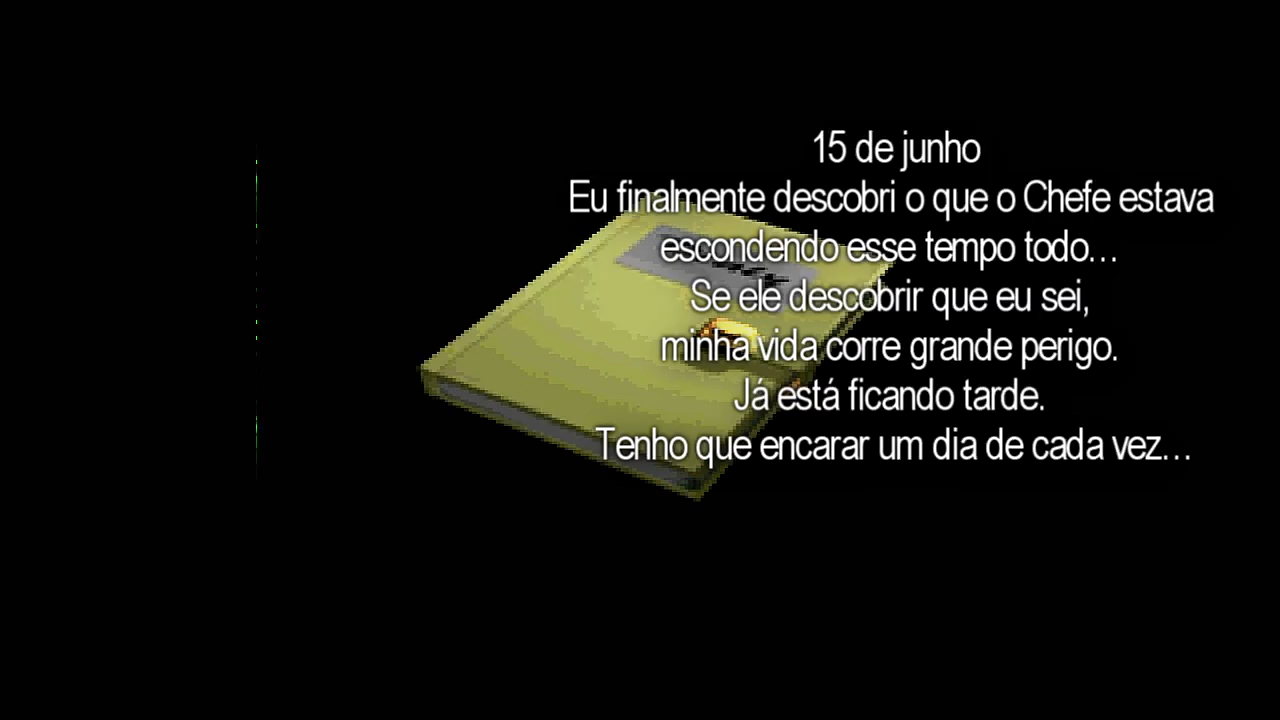 15 de junho
Eu finalmente descobri o que o Chefe estava
escondendo esse tempo todo…
Se ele descobrir que eu sei,
minha vida corre grande perigo.
Já está ficando tarde.
Tenho que encarar um dia de cada vez…